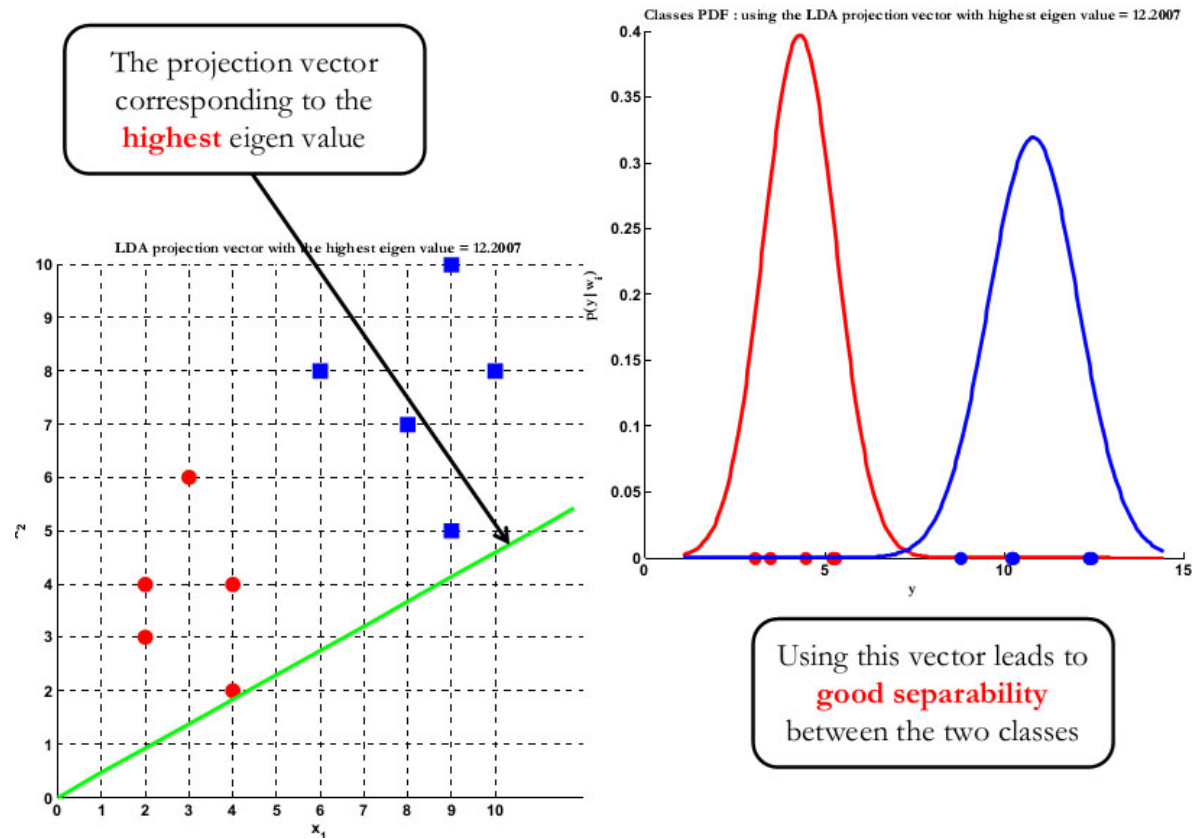 The projection vector
corresponding to the
highest eigen value
LDA projection vector with the highest eigen value = 12.2007
10
9
8
7
6
5
4
3
2
1
0
0 1 2 3 4 5 6 7 8 9 10
x_1
Classes PDF : using the LDA projection vector with highest eigen value = 12.2007
0.4
0.35
0.3
0.25
0.2
0.15
0.1
0.05
0
p(y|w_i)
0 5 10 15
y
Using this vector leads to
good separability
between the two classes